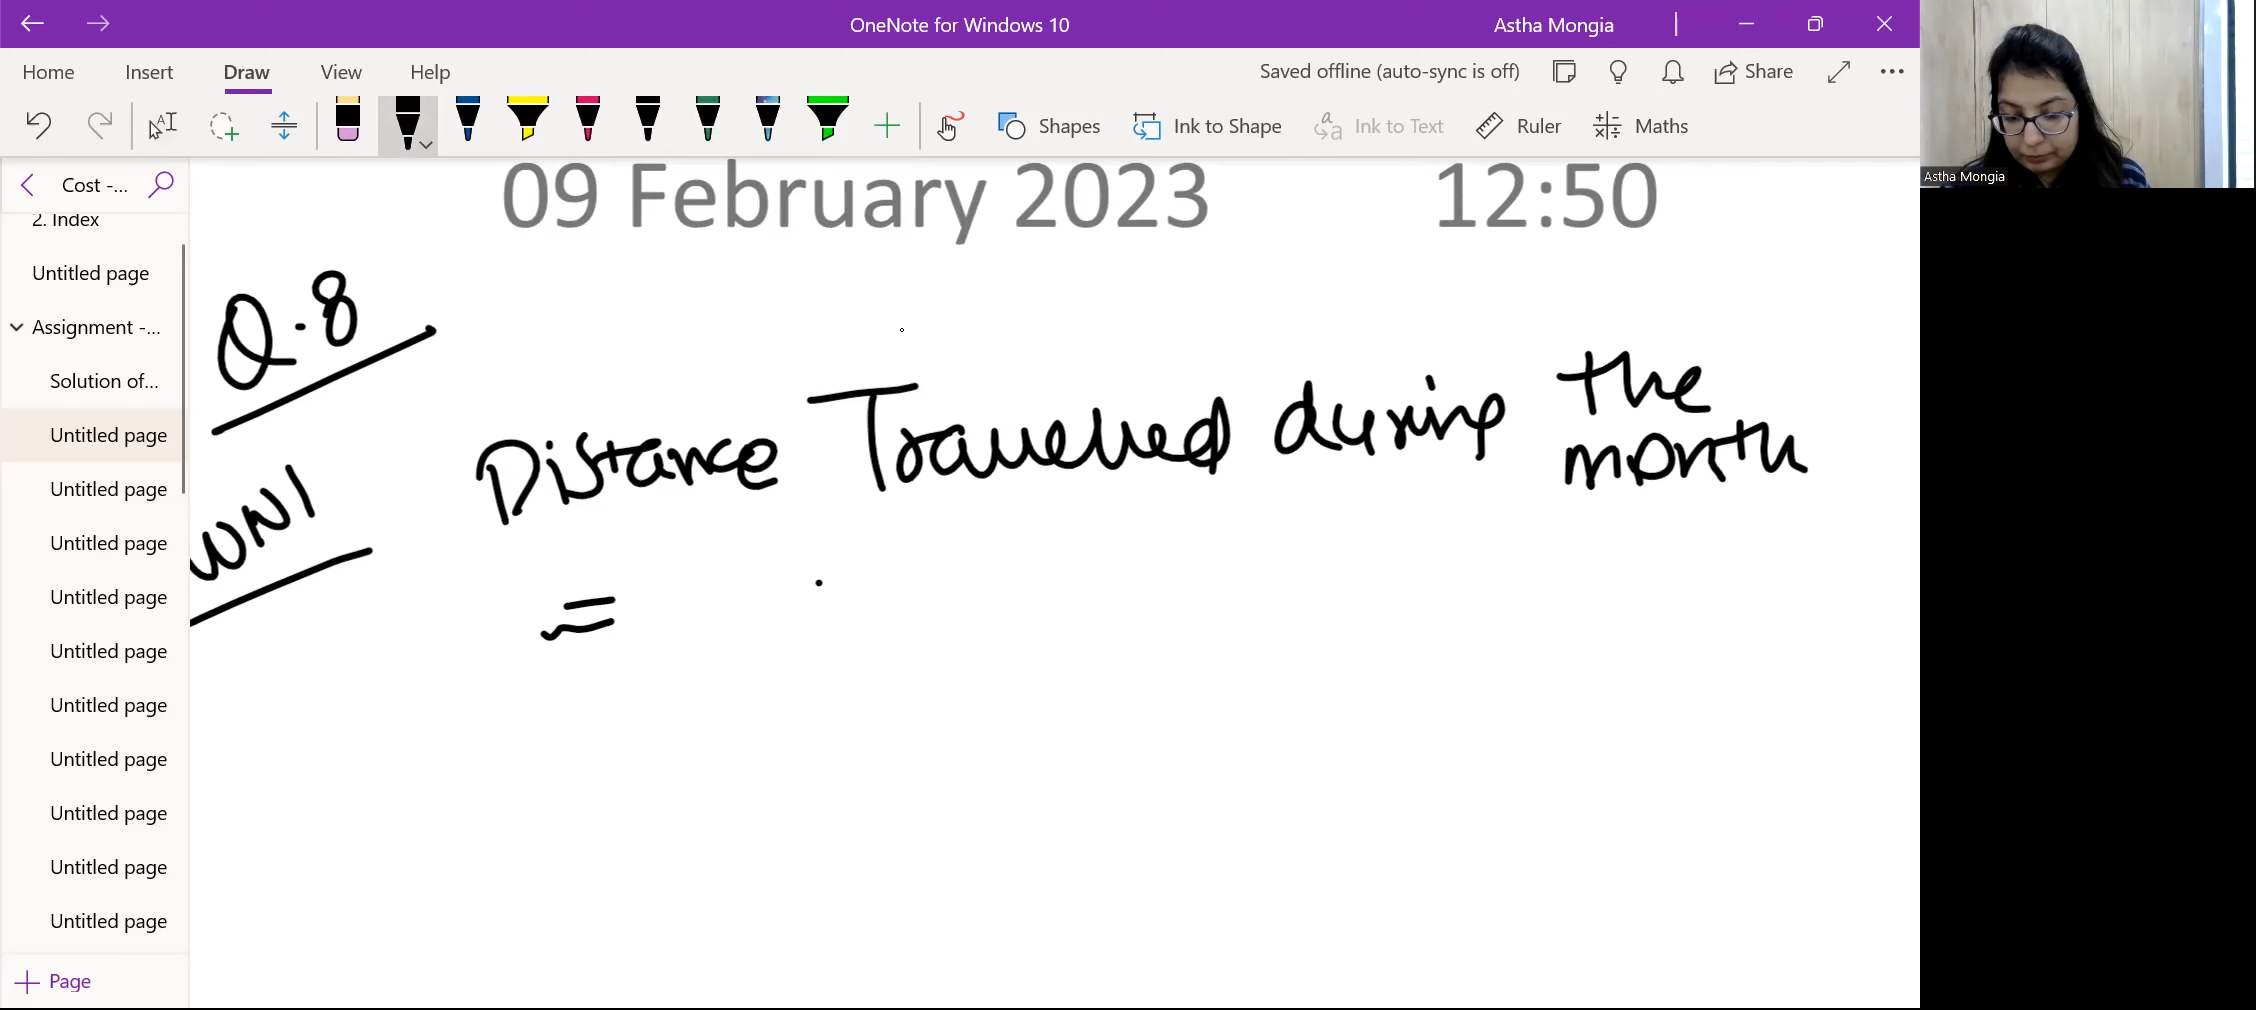 OneNote for Windows 10
Astha Mongia
Home Insert Draw View Help
Saved offline (auto-sync is off)
Share
Shapes
Ink to Shape
Ink to Text
Ruler
Maths
Cost -...
2. Index
Untitled page
Assignment -...
Solution of...
Untitled page
Untitled page
Untitled page
Untitled page
Untitled page
Untitled page
Untitled page
Untitled page
Untitled page
Untitled page
+ Page
09 February 2023 12:50
Q.8
WN1
Distance Travelled during the
month
=
Astha Mongia